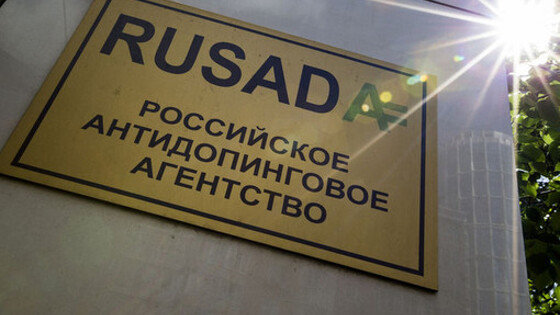 RUSADA
РОССИЙСКОЕ
АНТИДОПИНГОВОЕ
АГЕНТСТВО